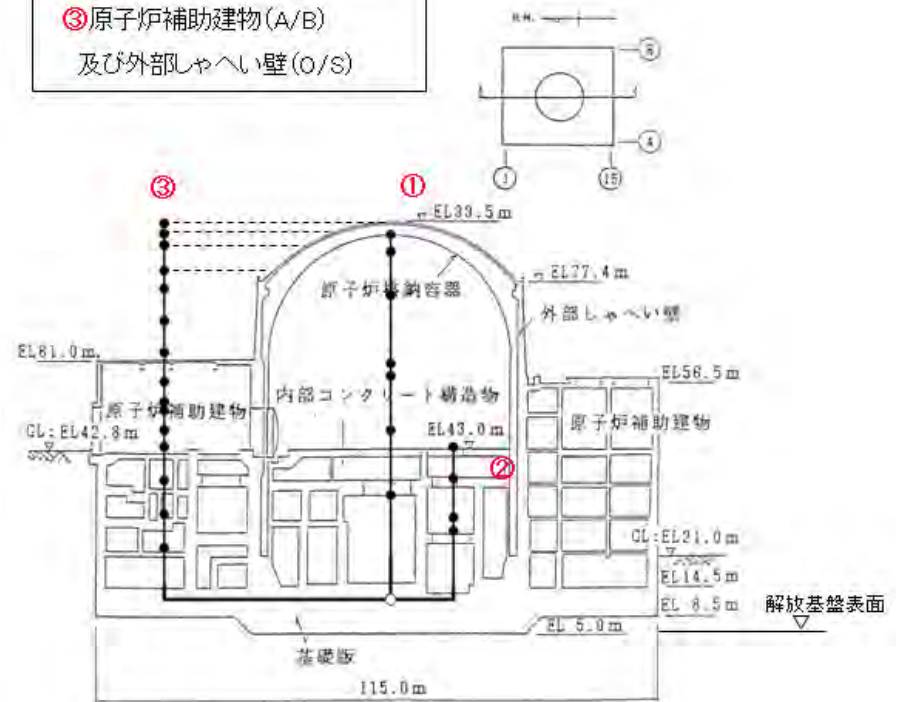 ③原子炉補助建物(A/B)
及び外部しゃへい壁(O/S)
B
A
1
15
③
①
EL93.5m
EL77.4m
原子炉格納容器
外部しゃへい壁
EL61.0m
EL56.5m
内部コンクリート構造物
原子炉補助建物
原子炉補助建物
GL:EL42.8m
EL43.0m
②
GL:EL21.0m
EL14.5m
EL 8.5m
解放基盤表面
EL 5.0m
基礎版
115.0m